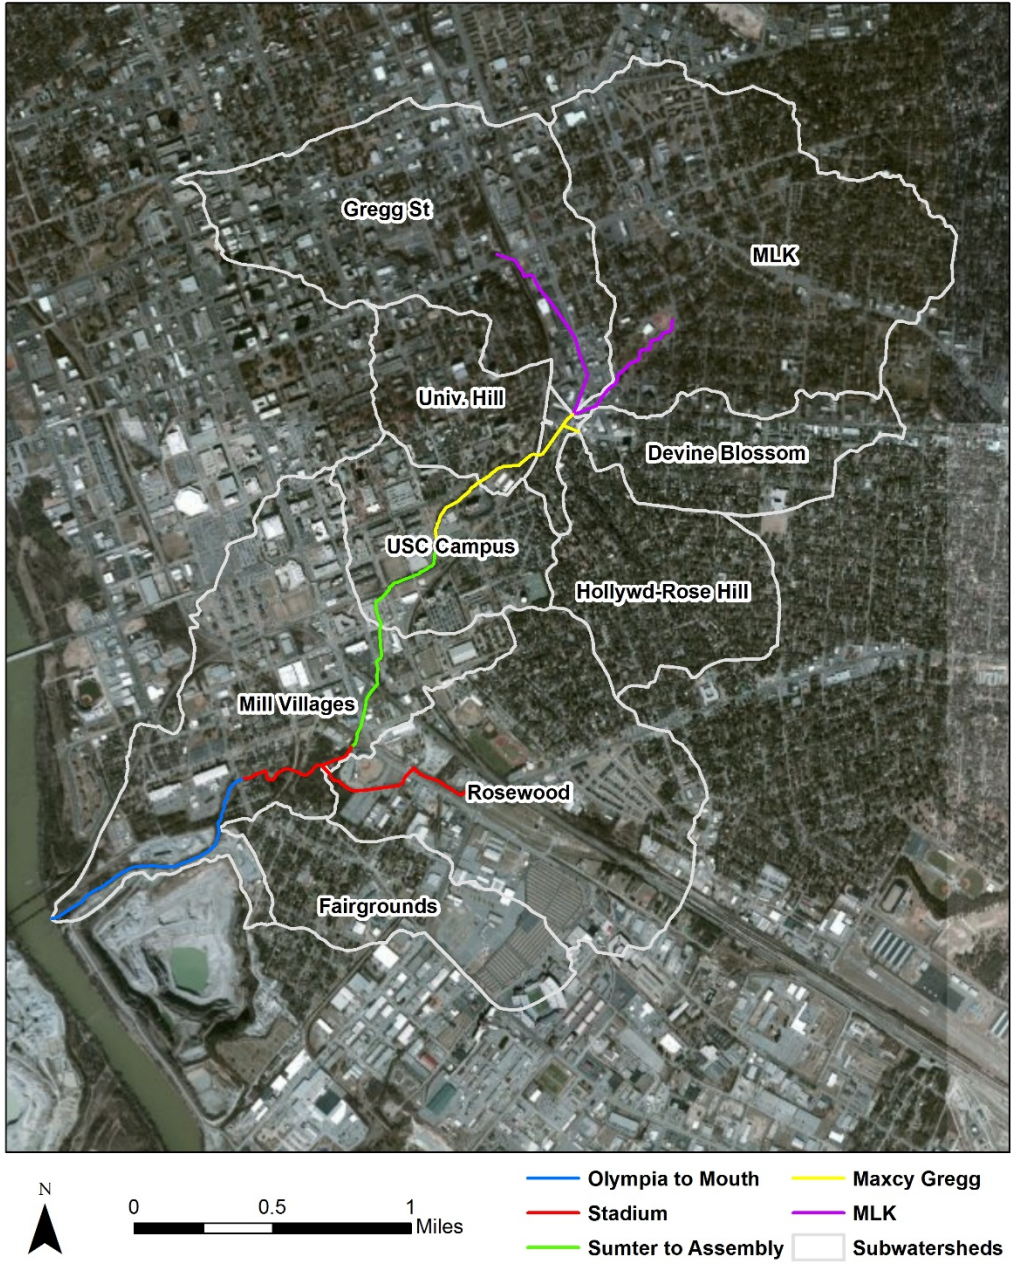 Gregg St
MLK
Univ. Hill
Devine Blossom
USC Campus
Hollywd-Rose Hill
Mill Villages
Rosewood
Fairgrounds
N
0 0.5 1
Miles
Olympia to Mouth
Stadium
Sumter to Assembly
Maxcy Gregg
MLK
Subwatersheds